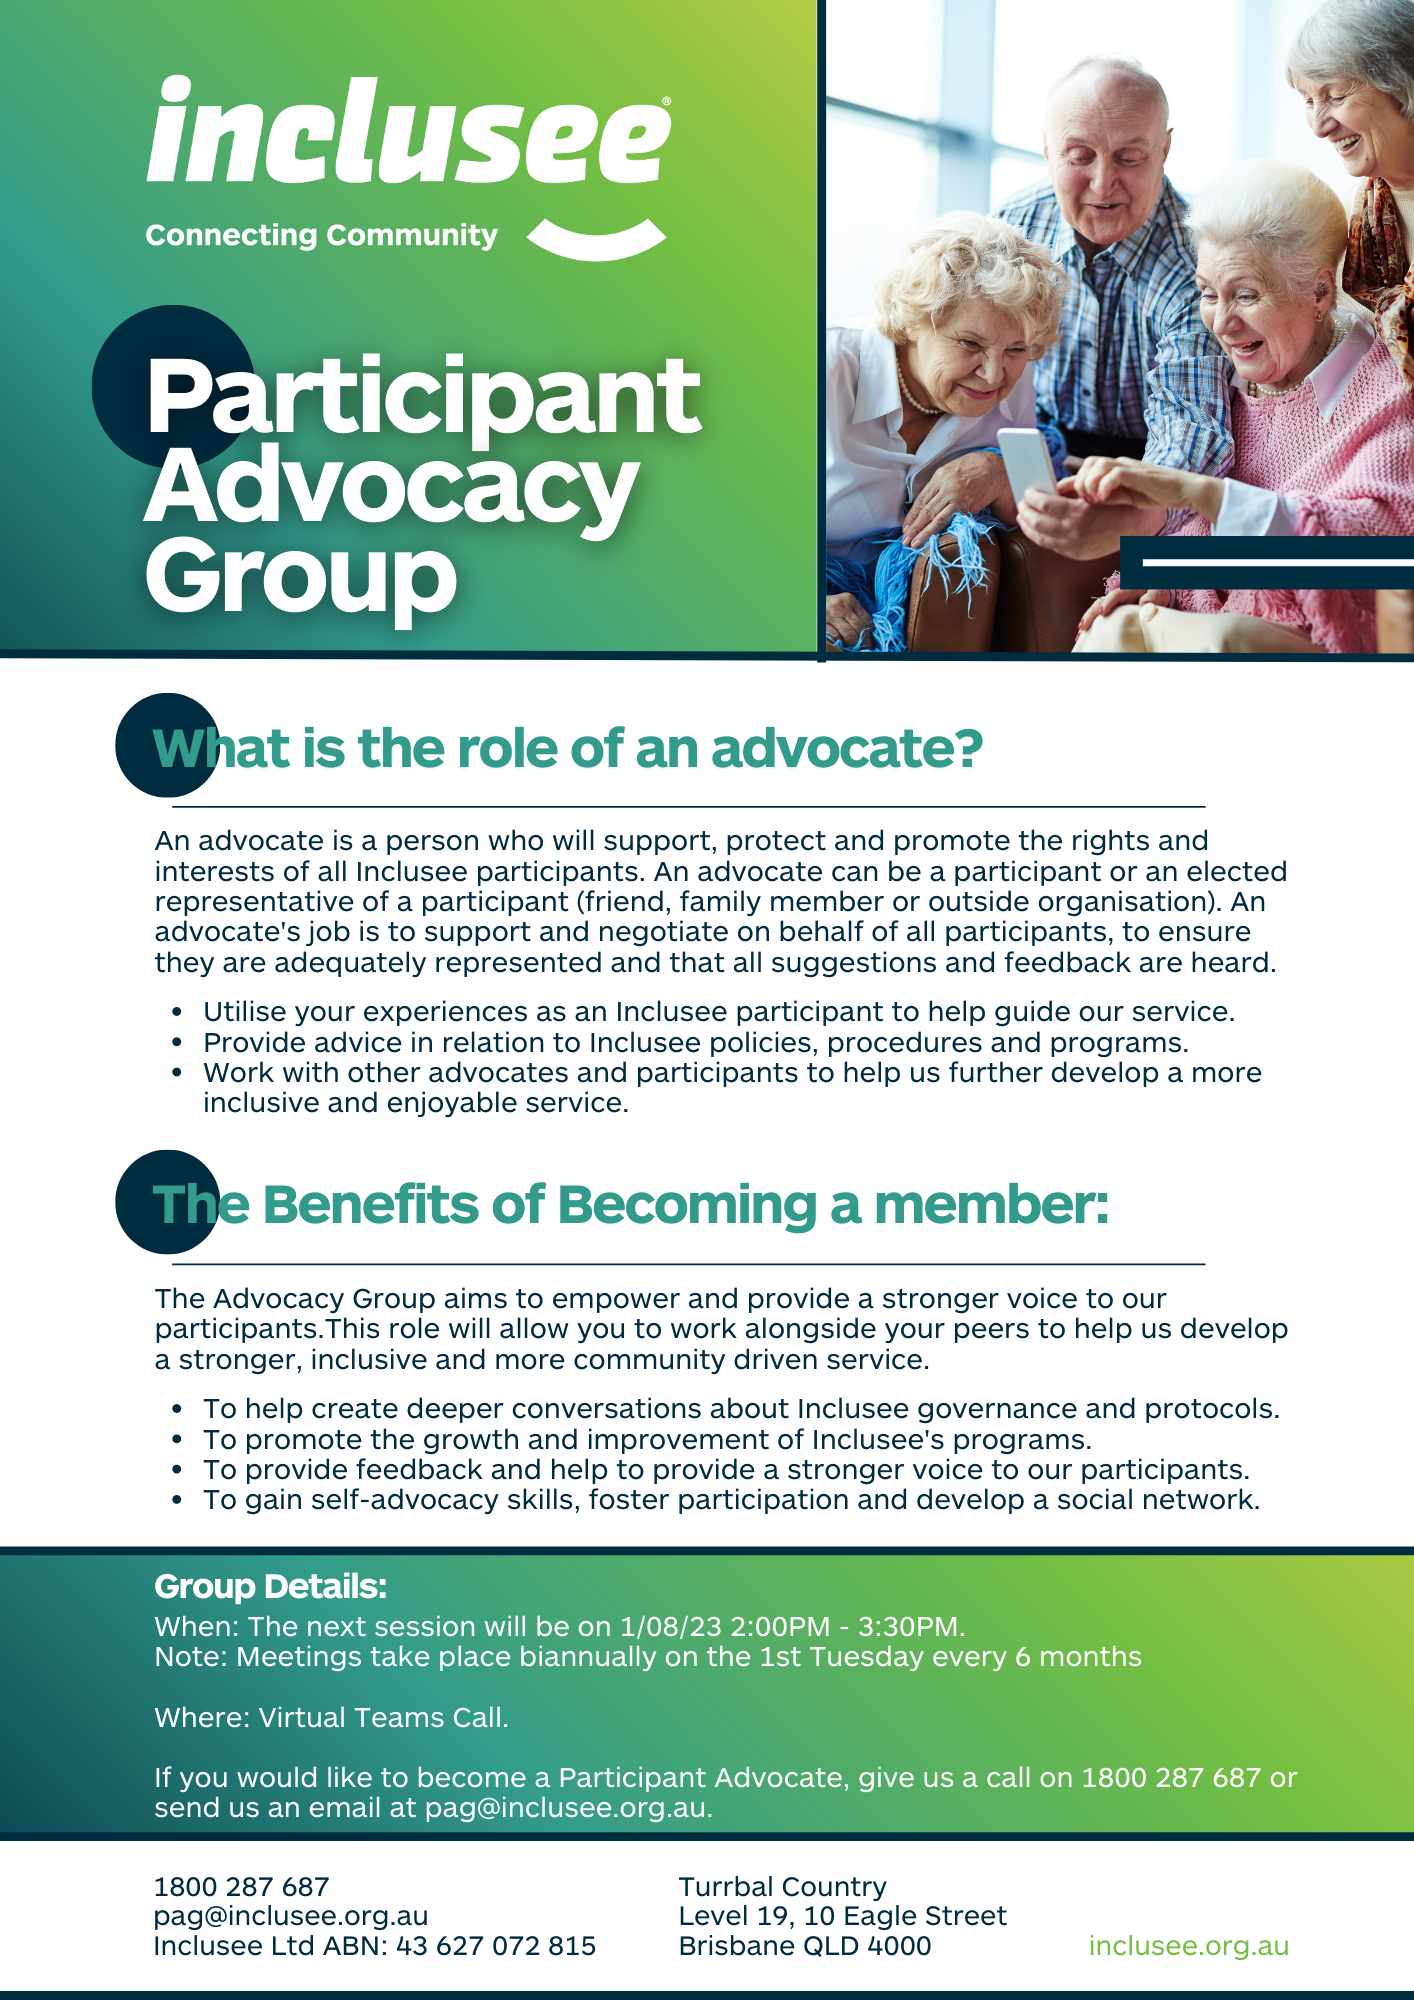 inclusee®
Connecting Community
Participant
Advocacy
Group
What is the role of an advocate?
An advocate is a person who will support, protect and promote the rights and
interests of all Inclusee participants. An advocate can be a participant or an elected
representative of a participant (friend, family member or outside organisation). An
advocate's job is to support and negotiate on behalf of all participants, to ensure
they are adequately represented and that all suggestions and feedback are heard.
• Utilise your experiences as an Inclusee participant to help guide our service.
• Provide advice in relation to Inclusee policies, procedures and programs.
• Work with other advocates and participants to help us further develop a more
inclusive and enjoyable service.
The Benefits of Becoming a member:
The Advocacy Group aims to empower and provide a stronger voice to our
participants.This role will allow you to work alongside your peers to help us develop
a stronger, inclusive and more community driven service.
• To help create deeper conversations about Inclusee governance and protocols.
• To promote the growth and improvement of Inclusee's programs.
• To provide feedback and help to provide a stronger voice to our participants.
• To gain self-advocacy skills, foster participation and develop a social network.
Group Details:
When: The next session will be on 1/08/23 2:00PM - 3:30PM.
Note: Meetings take place biannually on the 1st Tuesday every 6 months
Where: Virtual Teams Call.
If you would like to become a Participant Advocate, give us a call on 1800 287 687 or
send us an email at pag@inclusee.org.au.
1800 287 687
pag@inclusee.org.au
Inclusee Ltd ABN: 43 627 072 815
Turrbal Country
Level 19, 10 Eagle Street
Brisbane QLD 4000
inclusee.org.au